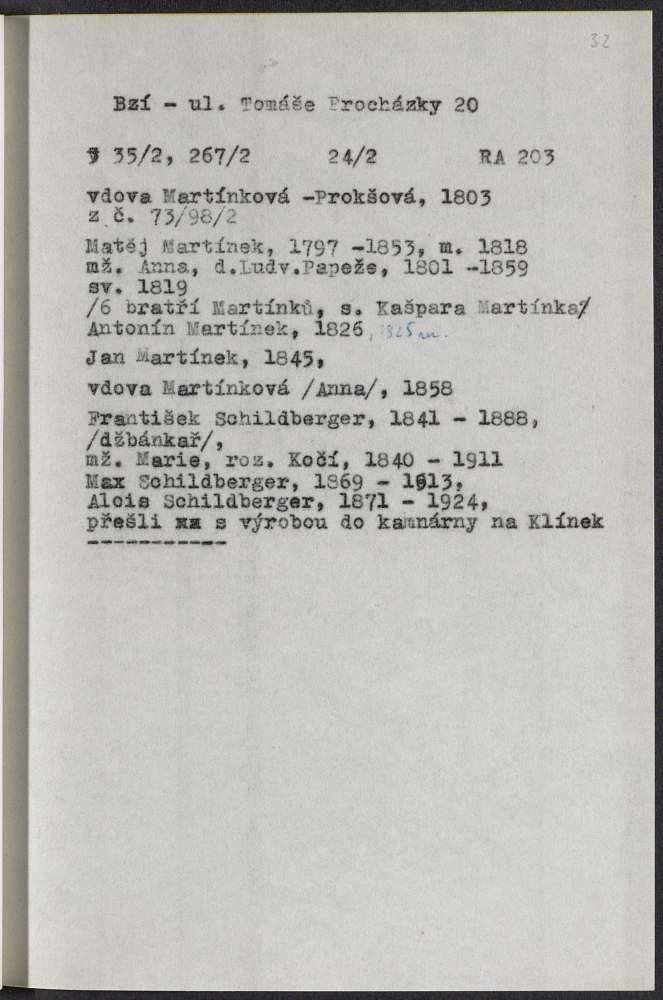 32
Bzí - ul. Tomáše Procházky 20
35/2, 267/2 24/2 RA 203
vdova Martínková -Prokšová, 1803
z č. 73/98/2
Matěj Martínek, 1797 -1853, m. 1818
mž. Anna, d.Ludv.Papeže, 1801 -1859
sv. 1819
/6 bratří Martínků, s. Kašpara Martínka/
Antonín Martínek, 1826, 1825 m.
Jan Martínek, 1845,
vdova Martínková /Anna/, 1858
František Schildberger, 1841 - 1888,
/džbánkař/,
mž. Marie, roz. Kočí, 1840 - 1911
Max Schildberger, 1869 - 1913,
Alois Schildberger, 1871 - 1924,
přešli xx s výrobou do kamnárny na Klínek
-----------